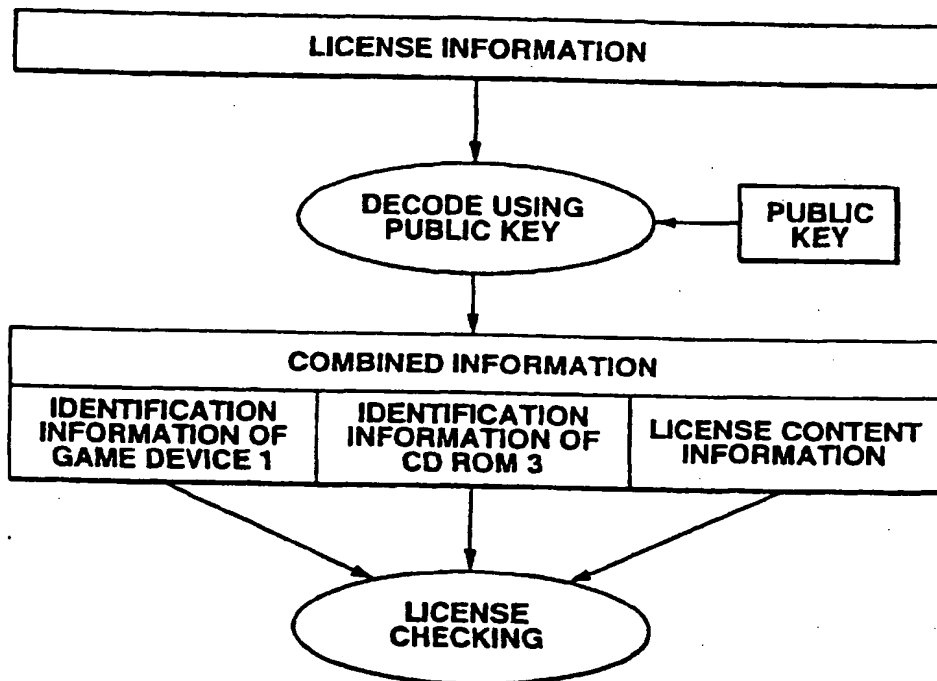 LICENSE INFORMATION
DECODE USING
PUBLIC KEY
PUBLIC
KEY
COMBINED INFORMATION
IDENTIFICATION
INFORMATION OF
GAME DEVICE 1
IDENTIFICATION
INFORMATION OF
CD ROM 3
LICENSE CONTENT
INFORMATION
LICENSE
CHECKING